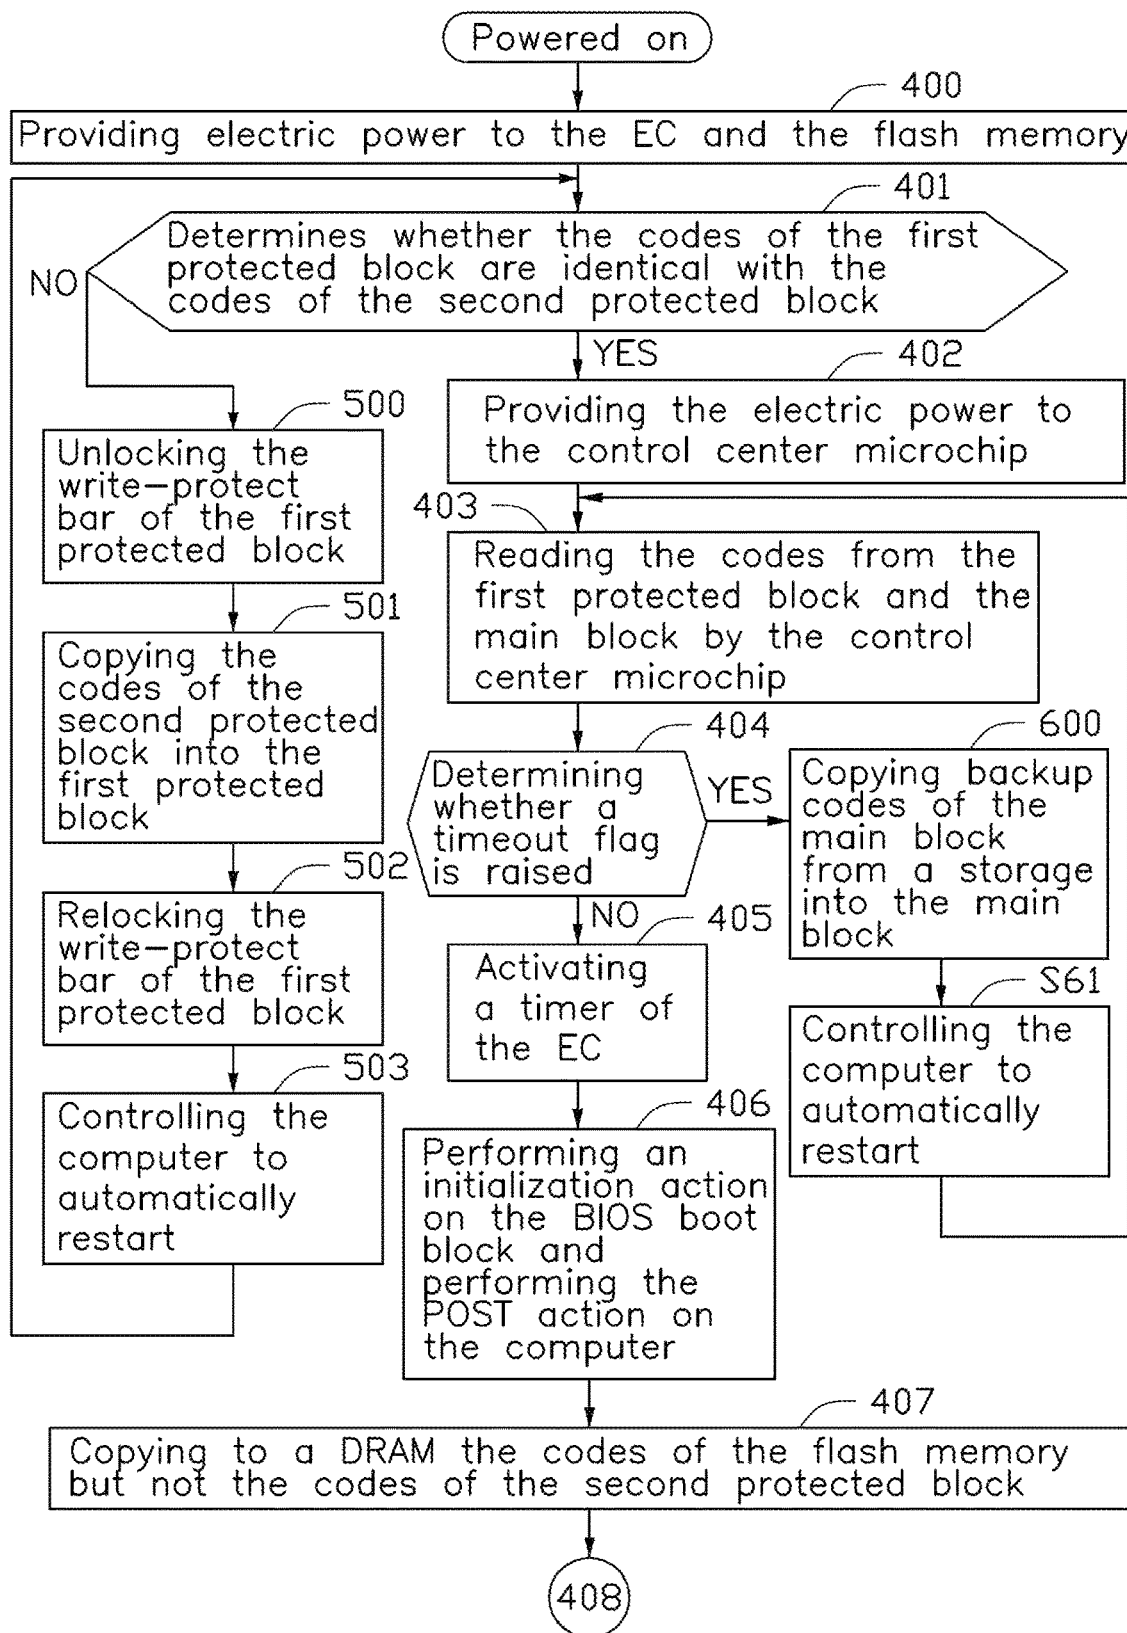 Powered on
400
Providing electric power to the EC and the flash memory
401
Determines whether the codes of the first
protected block are identical with the
codes of the second protected block
NO
YES
402
Providing the electric power to
the control center microchip
500
Unlocking the
write-protect
bar of the first
protected block
403
Reading the codes from the
first protected block and the
main block by the control
center microchip
501
Copying the
codes of the
second protected
block into the
first protected
block
404
Determining
whether a
timeout flag
is raised
YES
NO
600
Copying backup
codes of the
main block
from a storage
into the main
block
502
Relocking the
write-protect
bar of the first
protected block
405
Activating
a timer of
the EC
S61
Controlling the
computer to
automatically
restart
503
Controlling the
computer to
automatically
restart
406
Performing an
initialization action
on the BIOS boot
block and
performing the
POST action on
the computer
407
Copying to a DRAM the codes of the flash memory
but not the codes of the second protected block
408